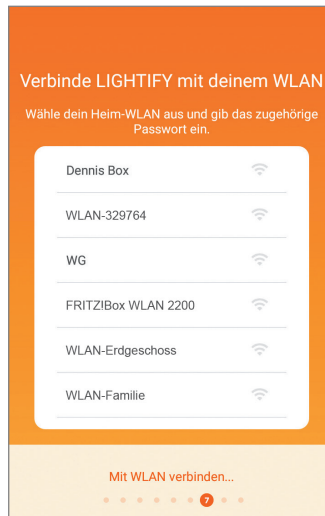 Verbinde LIGHTIFY mit deinem WLAN
Wähle dein Heim-WLAN aus und gib das zugehörige
Passwort ein.
Dennis Box
WLAN-329764
WG
FRITZ!Box WLAN 2200
WLAN-Erdgeschoss
WLAN-Familie
Mit WLAN verbinden...
7